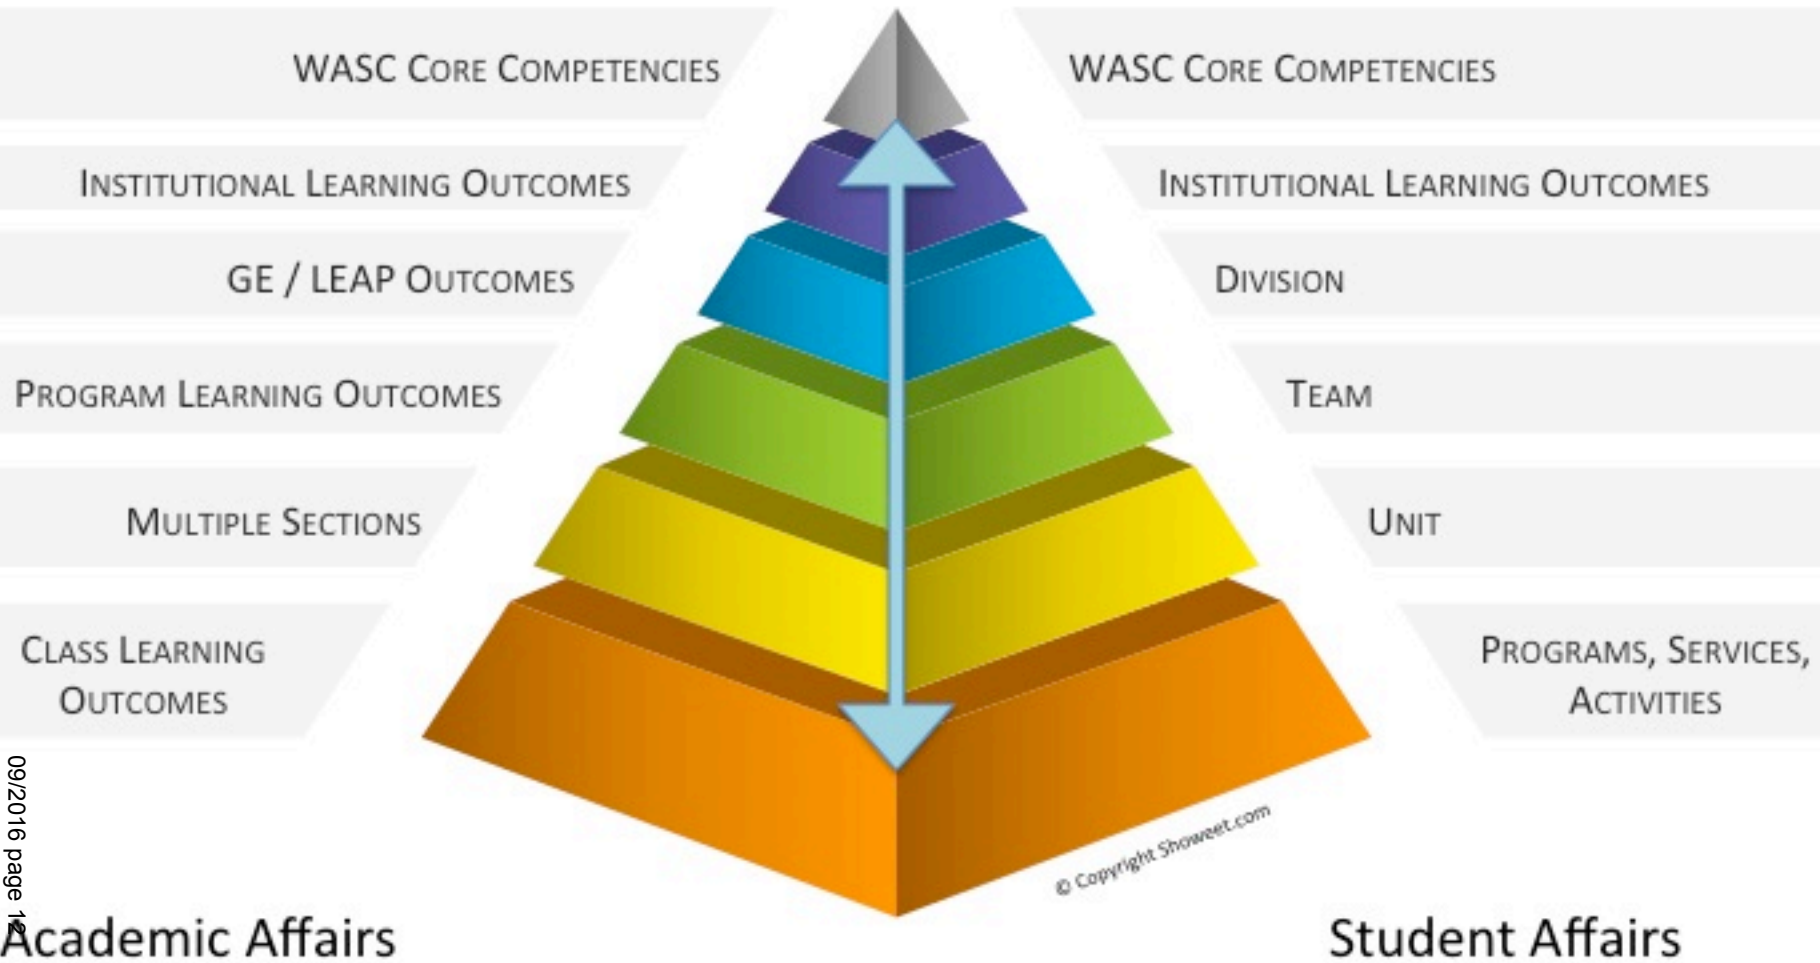 WASC CORE COMPETENCIES
WASC CORE COMPETENCIES
INSTITUTIONAL LEARNING OUTCOMES
INSTITUTIONAL LEARNING OUTCOMES
GE / LEAP OUTCOMES
DIVISION
PROGRAM LEARNING OUTCOMES
TEAM
MULTIPLE SECTIONS
UNIT
CLASS LEARNING
OUTCOMES
PROGRAMS, SERVICES,
ACTIVITIES
© Copyright Showeet.com
09/2016 page 12
Academic Affairs
Student Affairs